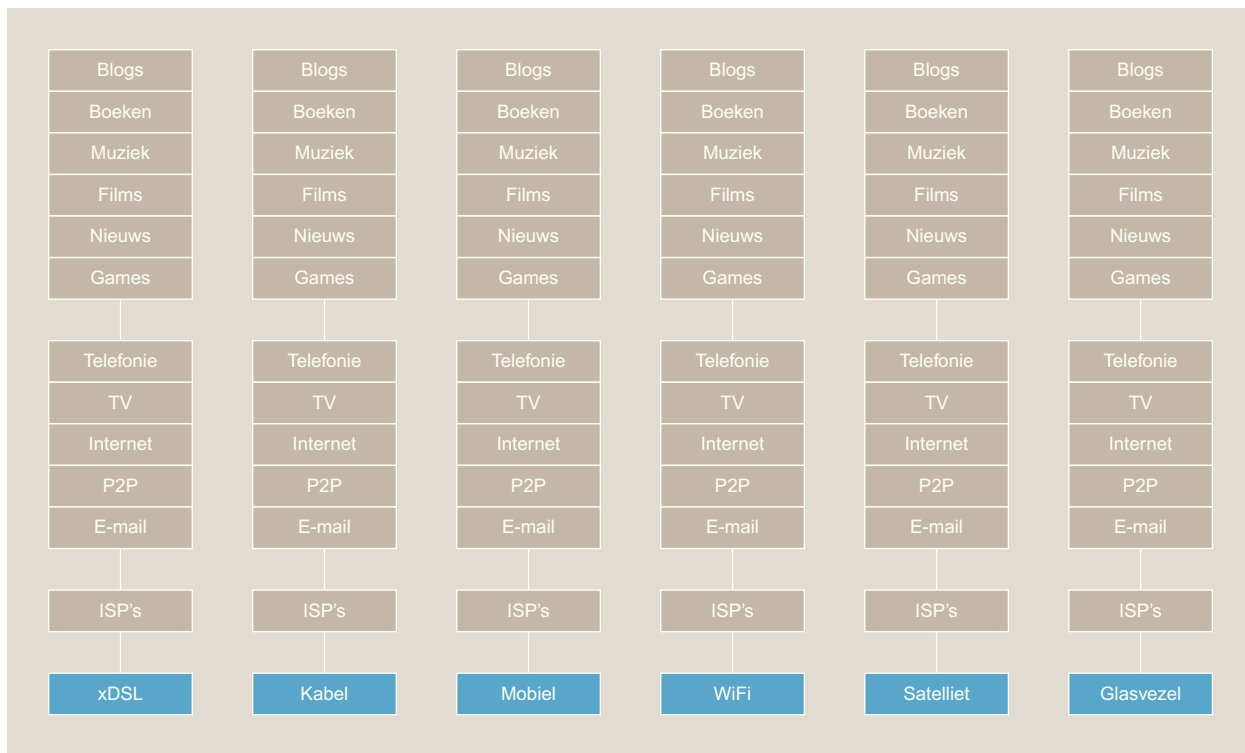 Blogs Blogs Blogs Blogs Blogs Blogs
Boeken Boeken Boeken Boeken Boeken Boeken
Muziek Muziek Muziek Muziek Muziek Muziek
Films Films Films Films Films Films
Nieuws Nieuws Nieuws Nieuws Nieuws Nieuws
Games Games Games Games Games Games
Telefonie Telefonie Telefonie Telefonie Telefonie Telefonie
TV TV TV TV TV TV
Internet Internet Internet Internet Internet Internet
P2P P2P P2P P2P P2P P2P
E-mail E-mail E-mail E-mail E-mail E-mail
ISP’s ISP’s ISP’s ISP’s ISP’s ISP’s
xDSL Kabel Mobiel WiFi Satelliet Glasvezel